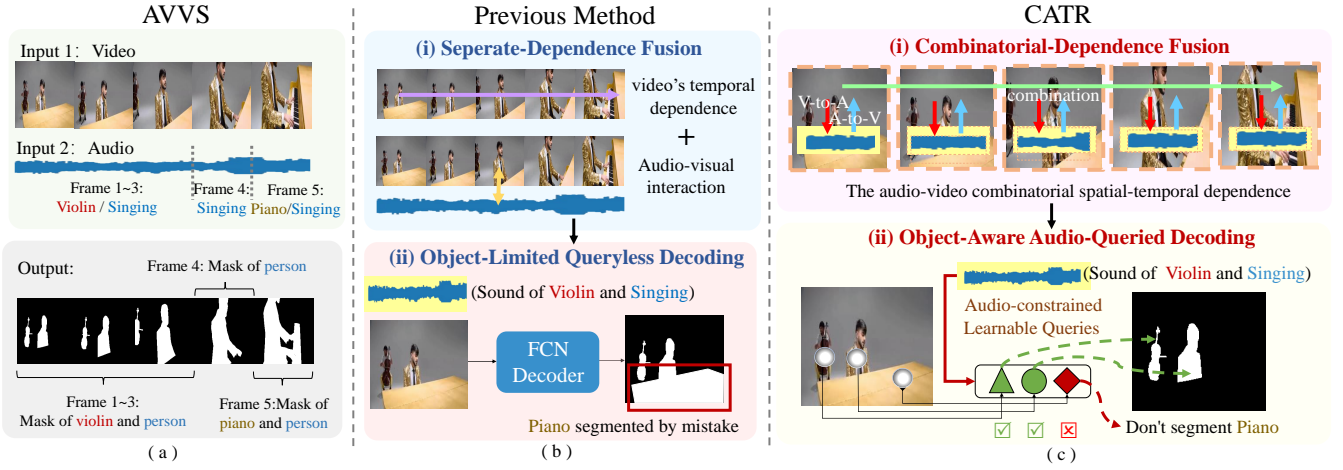 AVVS
Input 1: Video
Input 2: Audio
Frame 1~3:
Violin / Singing
Frame 4:
Singing
Frame 5:
Piano/Singing
Output:
Frame 4: Mask of person
Frame 1~3:
Mask of violin and person
Frame 5:Mask of
piano and person
( a )
Previous Method
(i) Seperate-Dependence Fusion
video's temporal
dependence
+
Audio-visual
interaction
(ii) Object-Limited Queryless Decoding
(Sound of Violin and Singing)
FCN
Decoder
Piano segmented by mistake
( b )
CATR
(i) Combinatorial-Dependence Fusion
combination
V-to-A
A-to-V
The audio-video combinatorial spatial-temporal dependence
(ii) Object-Aware Audio-Queried Decoding
(Sound of Violin and Singing)
Audio-constrained
Learnable Queries
Don't segment Piano
( c )